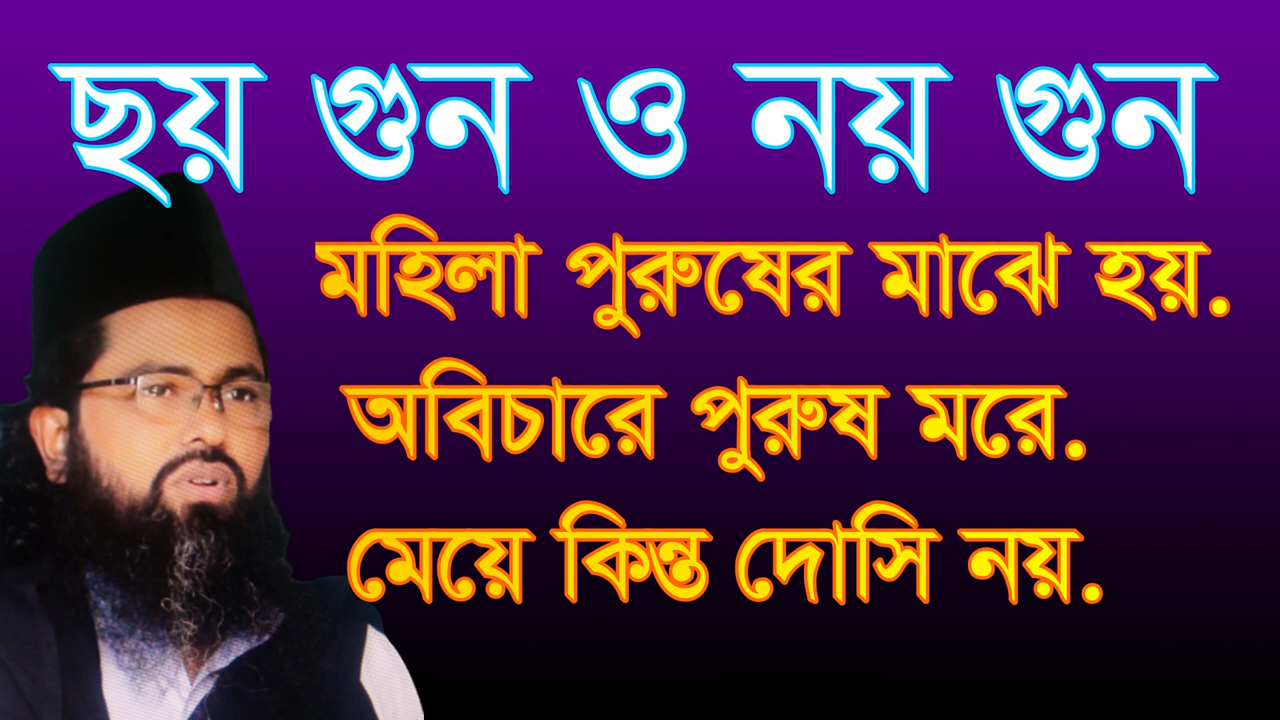 ছয় গুন ও নয় গুন
মহিলা পুরুষের মাঝে হয়.
অবিচারে পুরুষ মরে.
মেয়ে কিন্ত দোসি নয়.